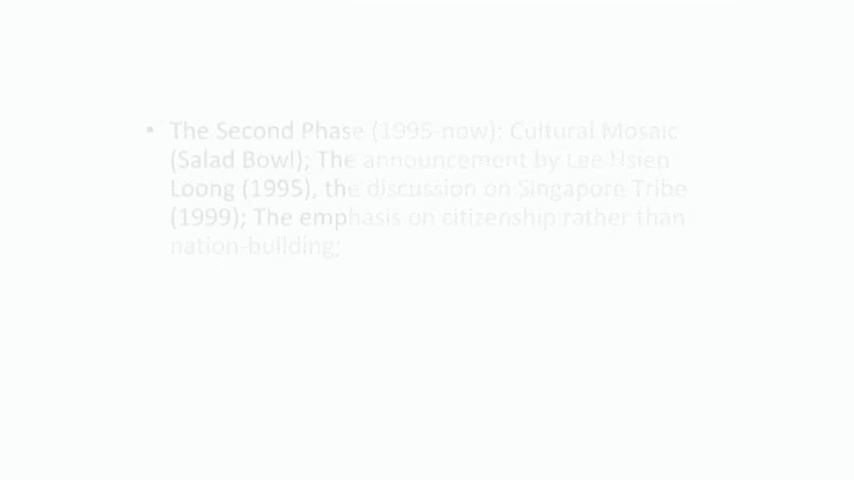 • The Second Phase (1995-now): Cultural Mosaic
(Salad Bowl); The announcement by Lee Hsien
Loong (1995), the discussion on Singapore Tribe
(1999); The emphasis on citizenship rather than
nation-building;